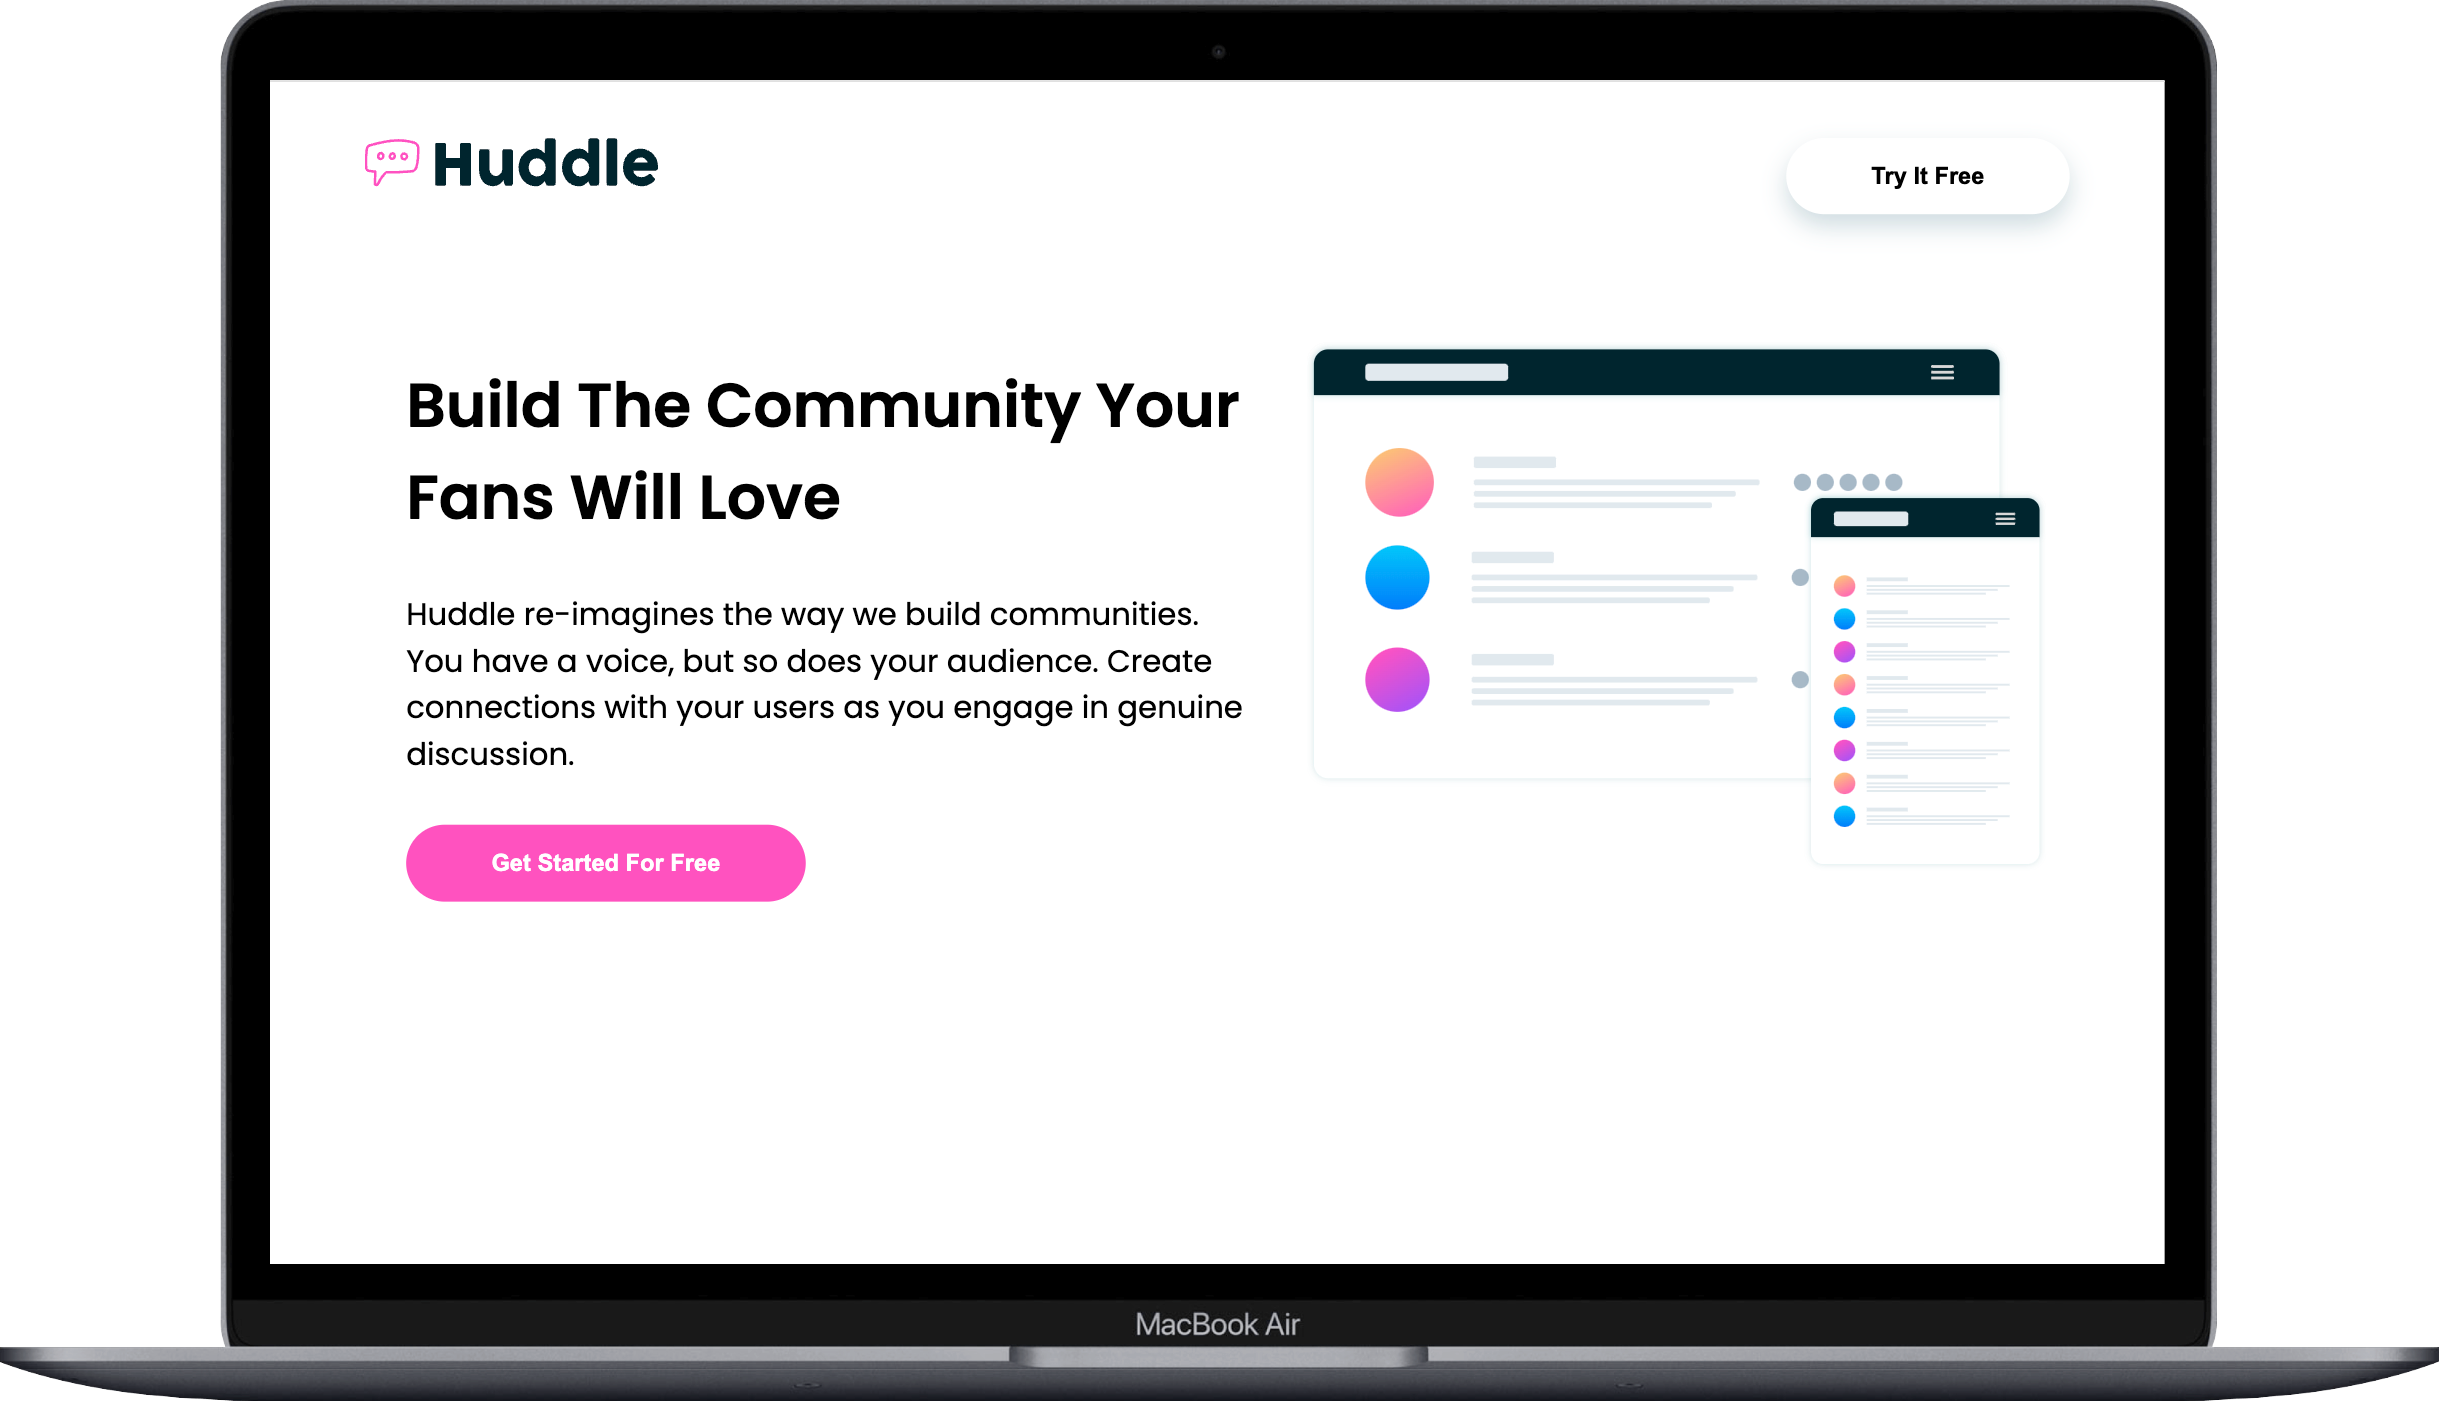 Huddle
Try It Free
Build The Community Your
Fans Will Love
Huddle re-imagines the way we build communities.
You have a voice, but so does your audience. Create
connections with your users as you engage in genuine
discussion.
Get Started For Free
MacBook Air